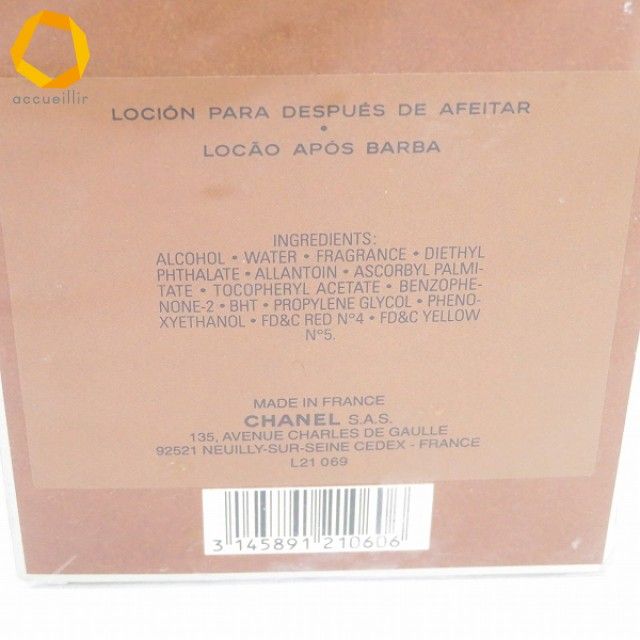 accueillir
LOCIÓN PARA DESPUÉS DE AFEITAR
•
LOCÃO APÓS BARBA
INGREDIENTS:
ALCOHOL • WATER • FRAGRANCE • DIETHYL
PHTHALATE • ALLANTOIN • ASCORBYL PALMI-
TATE • TOCOPHERYL ACETATE • BENZOPHE-
NONE-2 • BHT • PROPYLENE GLYCOL • PHENO-
XYETHANOL • FD&C RED N°4 • FD&C YELLOW
N°5.
MADE IN FRANCE
CHANEL S.A.S.
135, AVENUE CHARLES DE GAULLE
92521 NEUILLY-SUR-SEINE CEDEX - FRANCE
L21 069
3 145891 210606